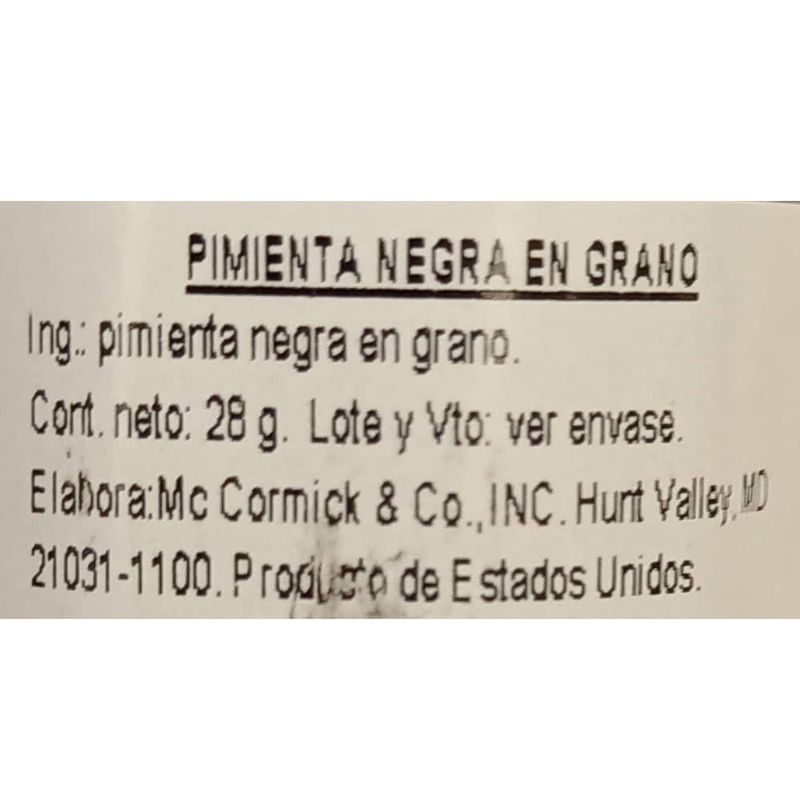 PIMIENTA NEGRA EN GRANO
Ing.: pimienta negra en grano.
Cont. neto: 28 g. Lote y Vto: ver envase.
Elabora:Mc Cormick & Co.,INC. Hunt Valley, MD
21031-1100. Producto de Estados Unidos.